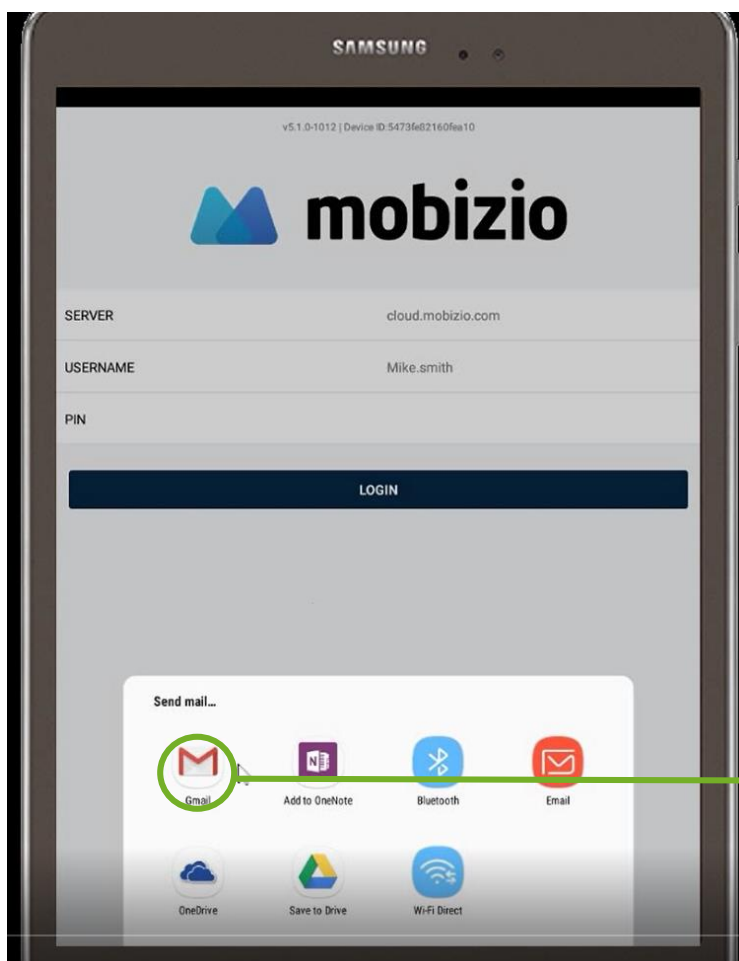 SAMSUNG
v5.1.0-1012 | Device ID:5473fe82160fea10
mobizio
SERVER cloud.mobizio.com
USERNAME Mike.smith
PIN
LOGIN
Send mail...
Gmail Add to OneNote Bluetooth Email
OneDrive Save to Drive Wi-Fi Direct